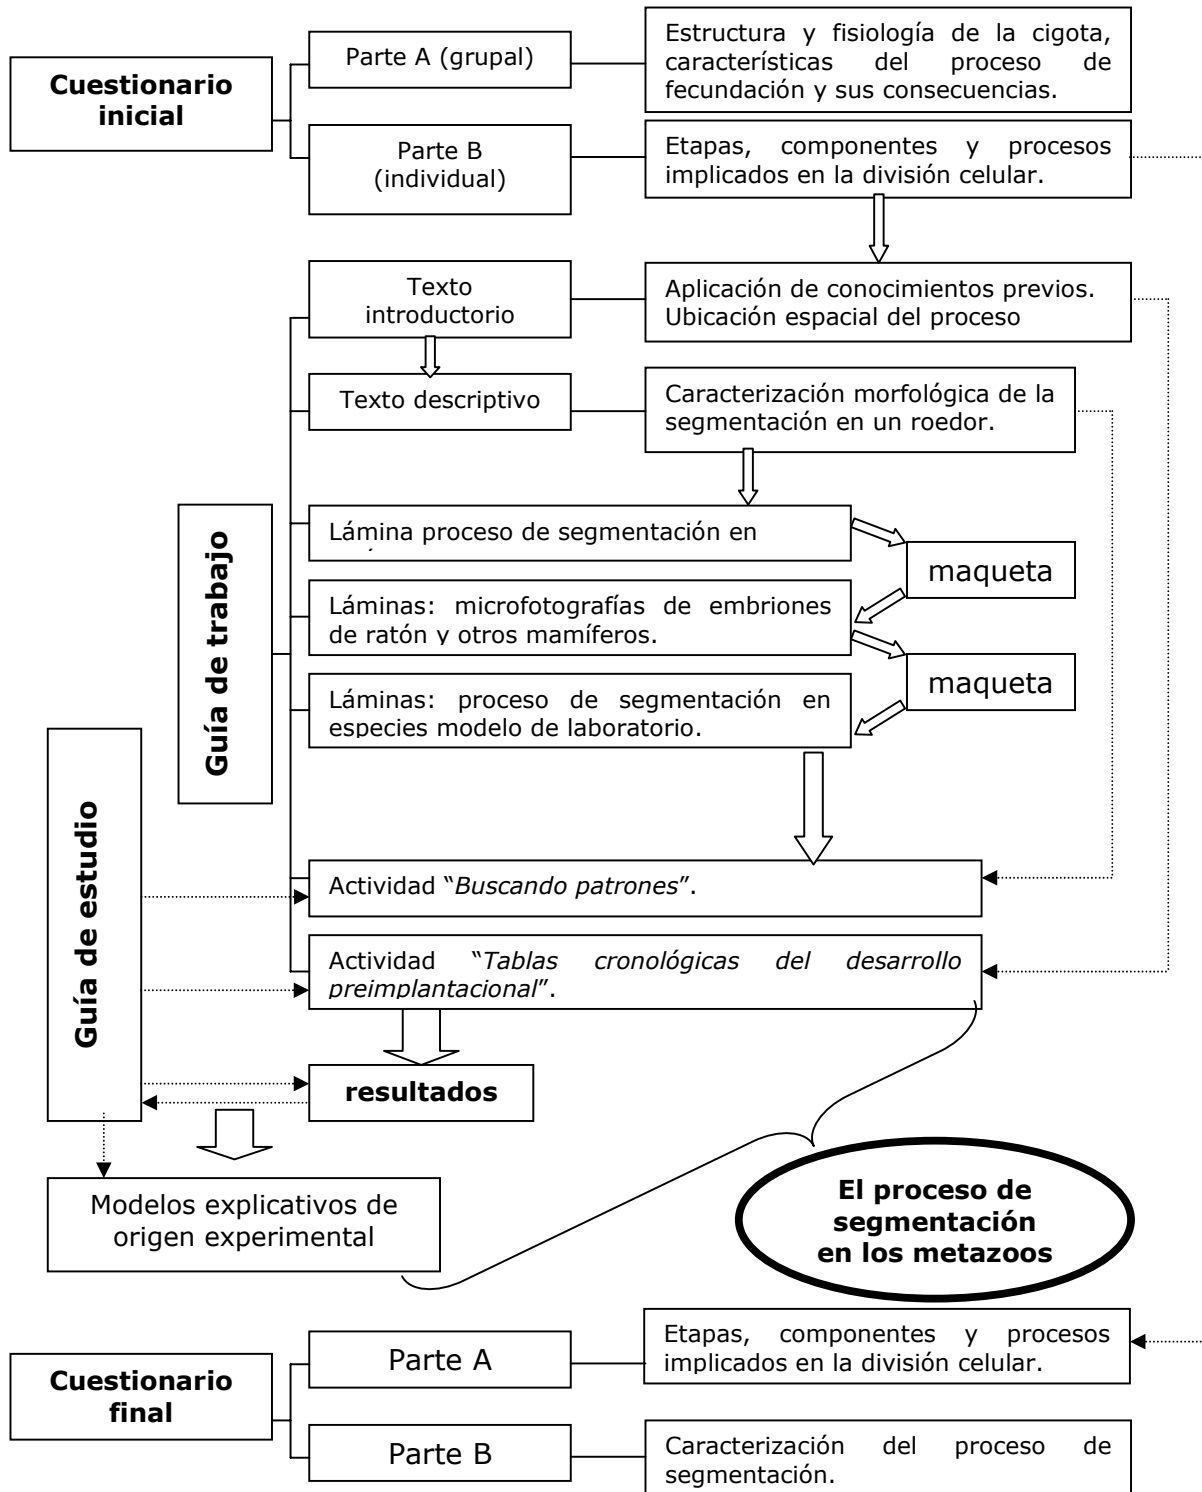 Cuestionario
inicial
Parte A (grupal)
Estructura y fisiología de la cigota,
características del proceso de
fecundación y sus consecuencias.
Parte B
(individual)
Etapas, componentes y procesos
implicados en la división celular.
Guía de trabajo
Texto
introductorio
Aplicación de conocimientos previos.
Ubicación espacial del proceso
Texto descriptivo
Caracterización morfológica de la
segmentación en un roedor.
Lámina proceso de segmentación en
maqueta
Láminas: microfotografías de embriones
de ratón y otros mamíferos.
maqueta
Láminas: proceso de segmentación en
especies modelo de laboratorio.
Guía de estudio
Actividad “Buscando patrones”.
Actividad “Tablas cronológicas del desarrollo
preimplantacional”.
resultados
Modelos explicativos de
origen experimental
El proceso de
segmentación
en los metazoos
Cuestionario
final
Parte A
Etapas, componentes y procesos
implicados en la división celular.
Parte B
Caracterización del proceso de
segmentación.